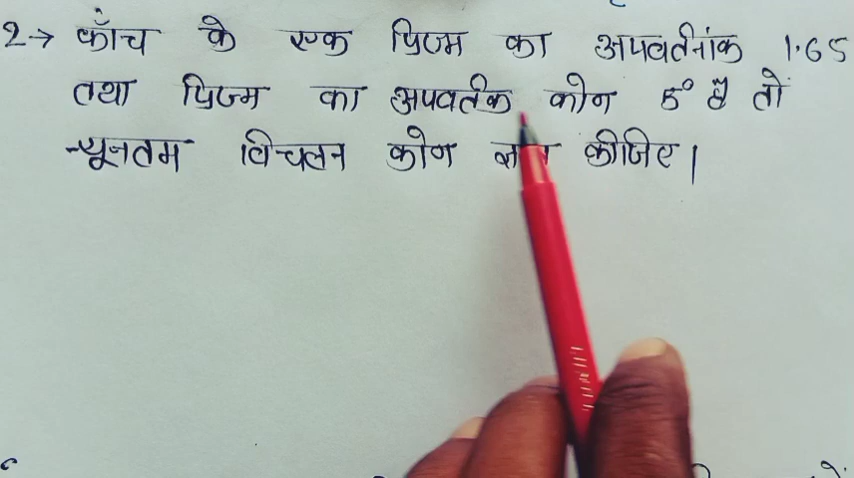 2→ काँच के एक प्रिज्म का अपवर्तनांक 1.65
तथा प्रिज्म का अपवर्तक कोण 5° है तो
न्यूनतम विचलन कोण कीजिए।